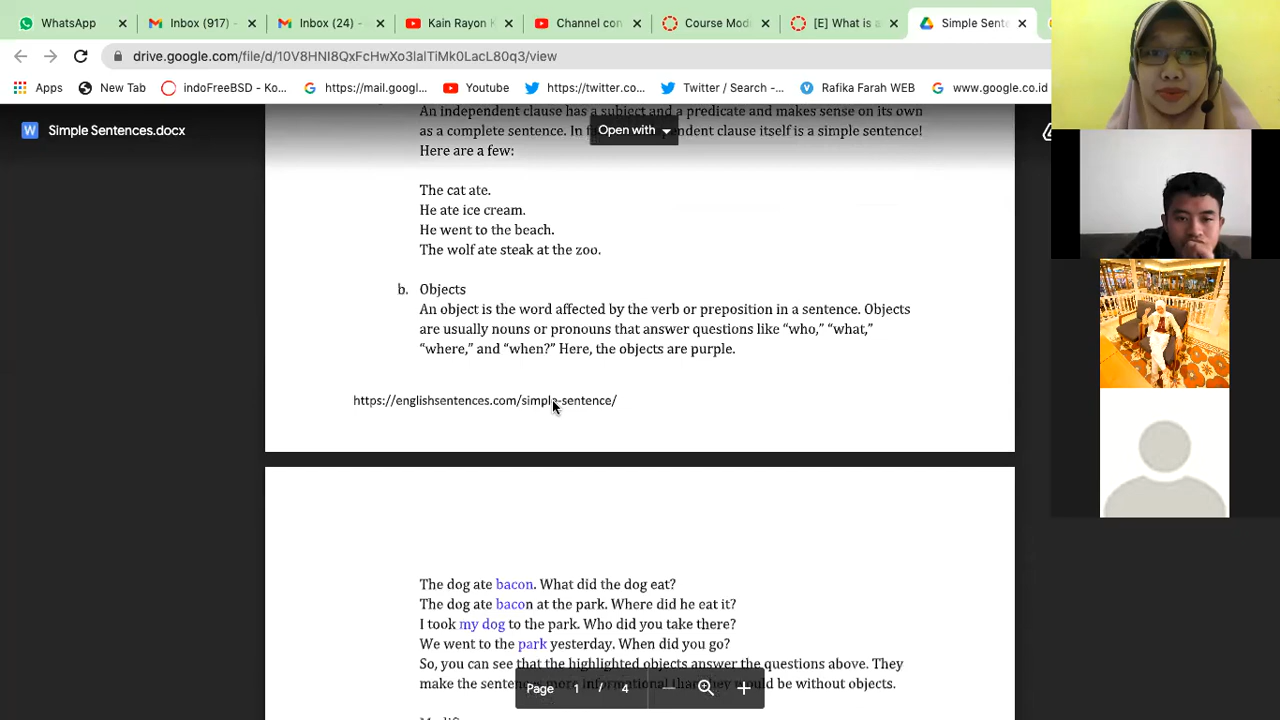 WhatsApp
Inbox (917) -
Inbox (24) -
Kain Rayon
Channel con
Course Mod
[E] What is a
Simple Sente
drive.google.com/file/d/10V8HNI8QxFcHwXo3lalTiMk0LacL80q3/view
Apps
New Tab
indoFreeBSD - Ko...
https://mail.googl...
Youtube
https://twitter.co...
Twitter / Search -...
Rafika Farah WEB
www.google.co.id
Simple Sentences.docx
Open with
An independent clause has a subject and a predicate and makes sense on its own
as a complete sentence. In clause itself is a simple sentence!
Here are a few:
The cat ate.
He ate ice cream.
He went to the beach.
The wolf ate steak at the zoo.
b. Objects
An object is the word affected by the verb or preposition in a sentence. Objects
are usually nouns or pronouns that answer questions like “who,” “what,”
“where,” and “when?” Here, the objects are purple.
https://englishsentences.com/simple-sentence/
The dog ate bacon. What did the dog eat?
The dog ate bacon at the park. Where did he eat it?
I took my dog to the park. Who did you take there?
We went to the park yesterday. When did you go?
So, you can see that the highlighted objects answer the questions above. They
make the sentences more informational than they would be without objects.
Page 1 / 4